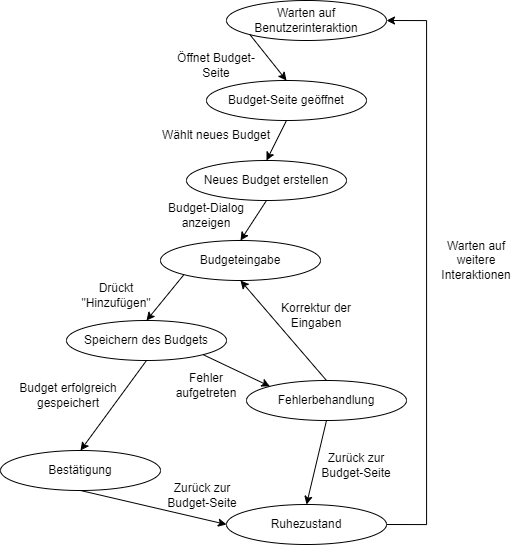 Warten auf
Benutzerinteraktion
Öffnet Budget-
Seite
Budget-Seite geöffnet
Wählt neues Budget
Neues Budget erstellen
Budget-Dialog
anzeigen
Budgeteingabe
Warten auf
weitere
Interaktionen
Drückt
"Hinzufügen"
Korrektur der
Eingaben
Speichern des Budgets
Fehler
aufgetreten
Budget erfolgreich
gespeichert
Fehlerbehandlung
Bestätigung
Zurück zur
Budget-Seite
Zurück zur
Budget-Seite
Ruhezustand